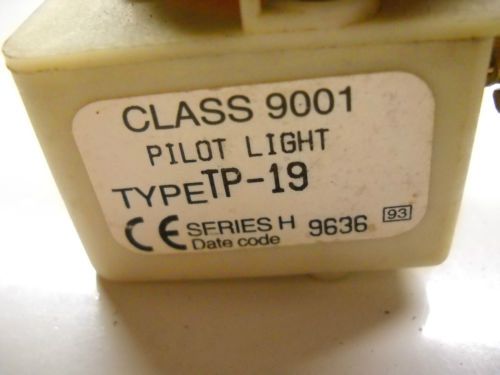 CLASS 9001
PILOT LIGHT
TYPE TP-19
CE SERIES H 9636 93
Date code